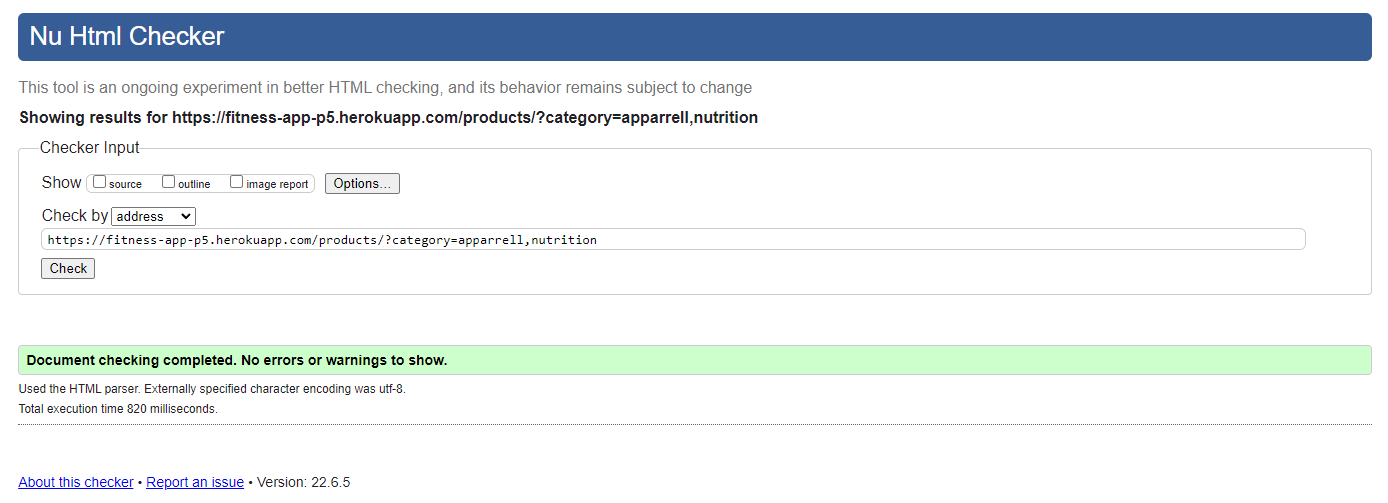 Nu Html Checker
This tool is an ongoing experiment in better HTML checking, and its behavior remains subject to change
Showing results for https://fitness-app-p5.herokuapp.com/products/?category=apparrell,nutrition
Checker Input
Show source outline image report Options...
Check by address
https://fitness-app-p5.herokuapp.com/products/?category=apparrell,nutrition
Check
Document checking completed. No errors or warnings to show.
Used the HTML parser. Externally specified character encoding was utf-8.
Total execution time 820 milliseconds.
About this checker • Report an issue • Version: 22.6.5